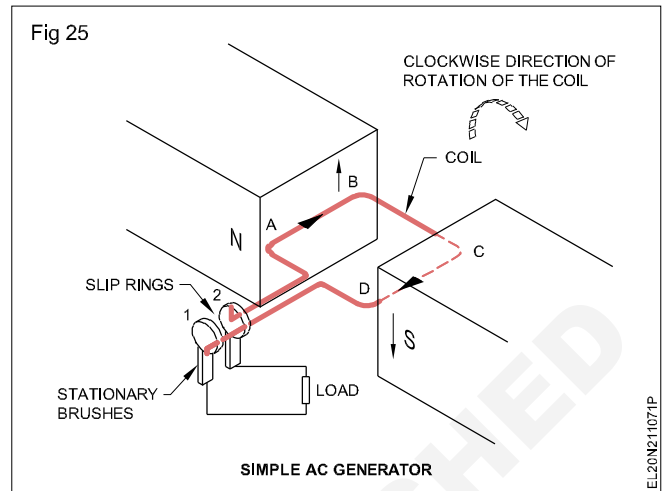 Fig 25
CLOCKWISE DIRECTION OF
ROTATION OF THE COIL
COIL
B
A
N
C
D
SLIP RINGS
2
1
S
STATIONARY
BRUSHES
LOAD
SIMPLE AC GENERATOR
EL20N211071P
SHED